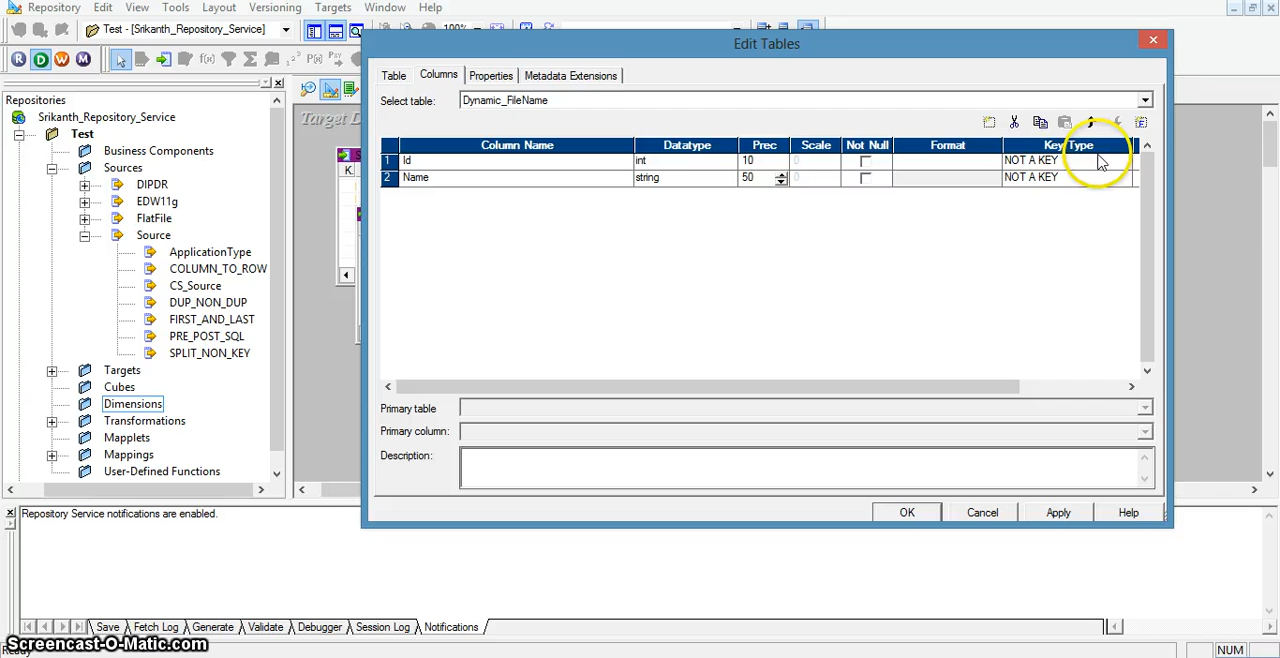 Repository Edit View Tools Layout Versioning Targets Window Help
Test - [Srikanth_Repository_Service]
100%
Edit Tables
R D W M f(x) P(x)
Repositories
Srikanth_Repository_Service
Test
Business Components
Sources
DIPDR
EDW11g
FlatFile
Source
ApplicationType
COLUMN_TO_ROW
CS_Source
DUP_NON_DUP
FIRST_AND_LAST
PRE_POST_SQL
SPLIT_NON_KEY
Targets
Cubes
Dimensions
Transformations
Mapplets
Mappings
User-Defined Functions
Target D
K
Table Columns Properties Metadata Extensions
Select table: Dynamic_FileName
Column Name Datatype Prec Scale Not Null Format Key Type
1 Id int 10 0 NOT A KEY
2 Name string 50 0 NOT A KEY
Primary table
Primary column:
Description:
OK Cancel Apply Help
Repository Service notifications are enabled.
Save Fetch Log Generate Validate Debugger Session Log Notifications
Screencast-O-Matic.com
Ready NUM